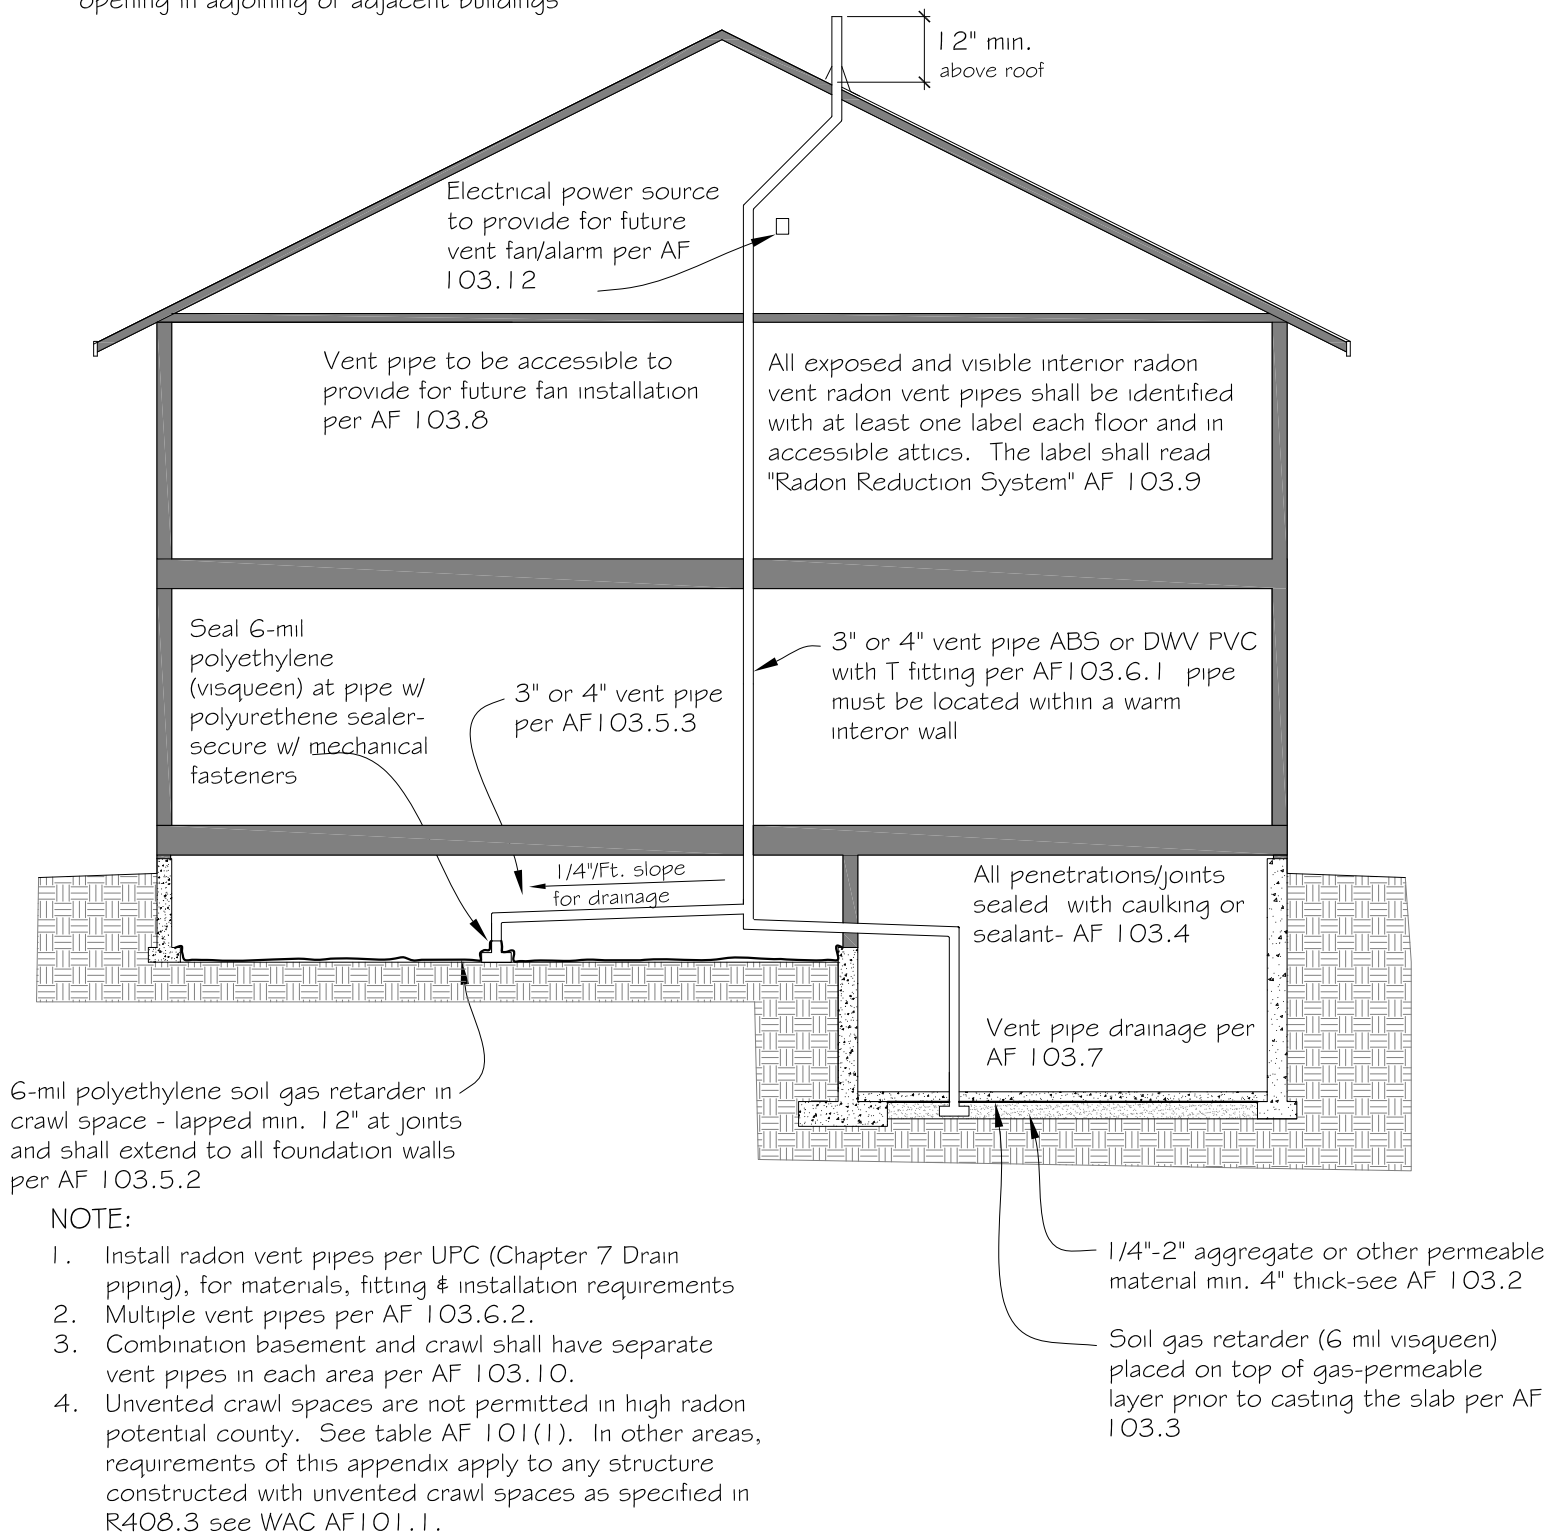 opening in adjoining or adjacent buildings
12" min.
above roof
Electrical power source
to provide for future
vent fan/alarm per AF
103.12
Vent pipe to be accessible to
provide for future fan installation
per AF 103.8
All exposed and visible interior radon
vent radon vent pipes shall be identified
with at least one label each floor and in
accessible attics. The label shall read
"Radon Reduction System" AF 103.9
Seal 6-mil
polyethylene
(visqueen) at pipe w/
polyurethene sealer-
secure w/ mechanical
fasteners
3" or 4" vent pipe
per AF103.5.3
3" or 4" vent pipe ABS or DWV PVC
with T fitting per AF103.6.1 pipe
must be located within a warm
interor wall
1/4"/Ft. slope
for drainage
All penetrations/joints
sealed with caulking or
sealant- AF 103.4
Vent pipe drainage per
AF 103.7
6-mil polyethylene soil gas retarder in
crawl space - lapped min. 12" at joints
and shall extend to all foundation walls
per AF 103.5.2
NOTE:
1. Install radon vent pipes per UPC (Chapter 7 Drain
piping), for materials, fitting & installation requirements
2. Multiple vent pipes per AF 103.6.2.
3. Combination basement and crawl shall have separate
vent pipes in each area per AF 103.10.
4. Unvented crawl spaces are not permitted in high radon
potential county. See table AF 101(1). In other areas,
requirements of this appendix apply to any structure
constructed with unvented crawl spaces as specified in
R408.3 see WAC AF101.1.
1/4"-2" aggregate or other permeable
material min. 4" thick-see AF 103.2
Soil gas retarder (6 mil visqueen)
placed on top of gas-permeable
layer prior to casting the slab per AF
103.3